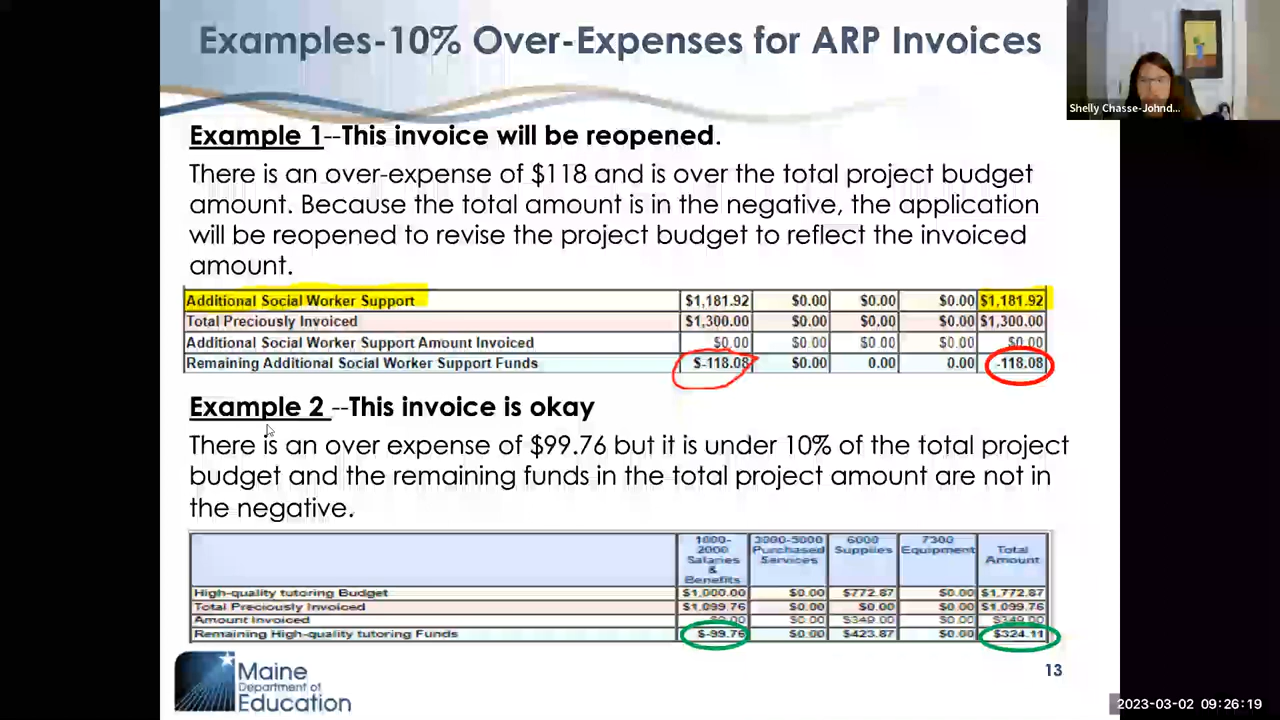 Examples-10% Over-Expenses for ARP Invoices
Shelly Chasse-Johnd...
Example 1--This invoice will be reopened.
There is an over-expense of $118 and is over the total project budget
amount. Because the total amount is in the negative, the application
will be reopened to revise the project budget to reflect the invoiced
amount.
Additional Social Worker Support $1,181.92 $0.00 $0.00 $0.00 $1,181.92
Total Preciously Invoiced $1,300.00 $0.00 $0.00 $0.00 $1,300.00
Additional Social Worker Support Amount Invoiced $0.00 $0.00 $0.00 $0.00 $0.00
Remaining Additional Social Worker Support Funds $-118.08 $0.00 0.00 0.00 -118.08
Example 2 --This invoice is okay
There is an over expense of $99.76 but it is under 10% of the total project
budget and the remaining funds in the total project amount are not in
the negative.
1000-2000 Salaries & Benefits 3000-5000 Purchased Services 6000 Supplies 7300 Equipment Total Amount
High-quality tutoring Budget $1,000.00 $0.00 $772.87 $0.00 $1,772.87
Total Preciously Invoiced $1,099.76 $0.00 $0.00 $0.00 $1,099.76
Amount Invoiced $0.00 $0.00 $349.00 $0.00 $349.00
Remaining High-quality tutoring Funds $-99.76 $0.00 $423.87 $0.00 $324.11
Maine
Department of
Education
13
2023-03-02 09:26:19